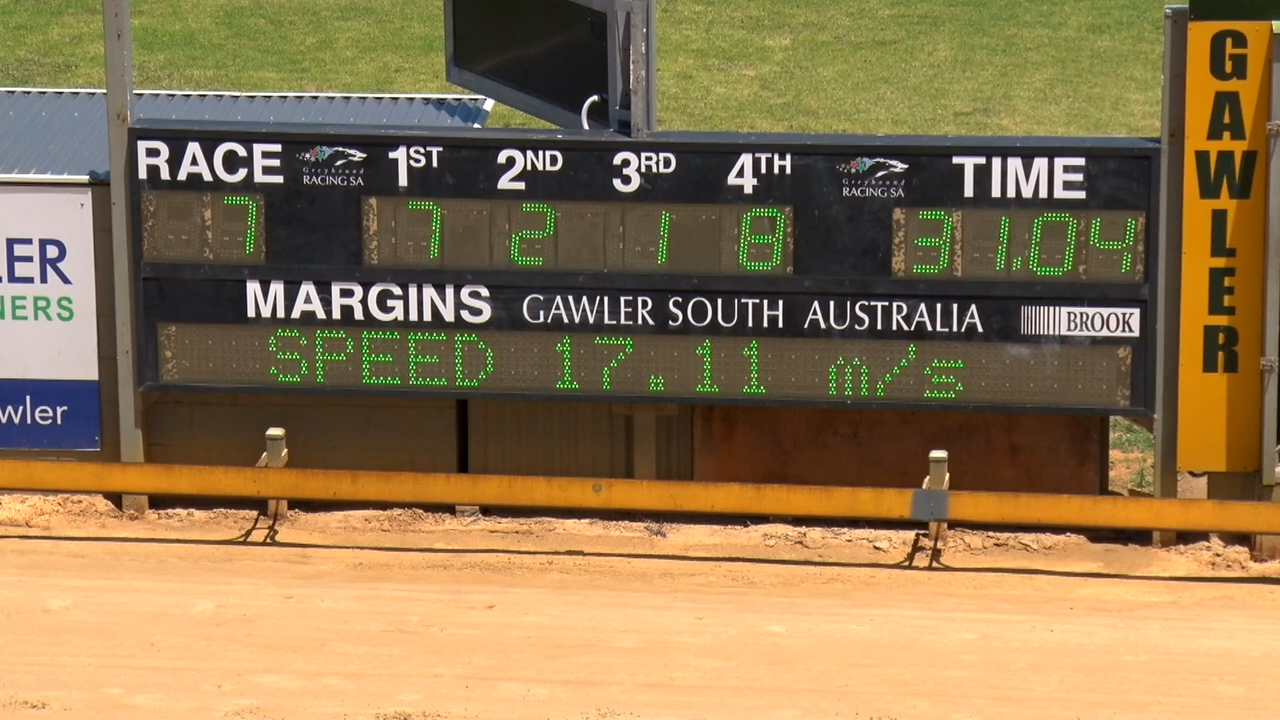 RACE Greyhound RACING SA 1ST 2ND 3RD 4TH Greyhound RACING SA TIME
7 7 2 1 8 31.04
MARGINS GAWLER SOUTH AUSTRALIA BROOK
SPEED 17.11 m/s
GAWLER
LER
NERS
wler